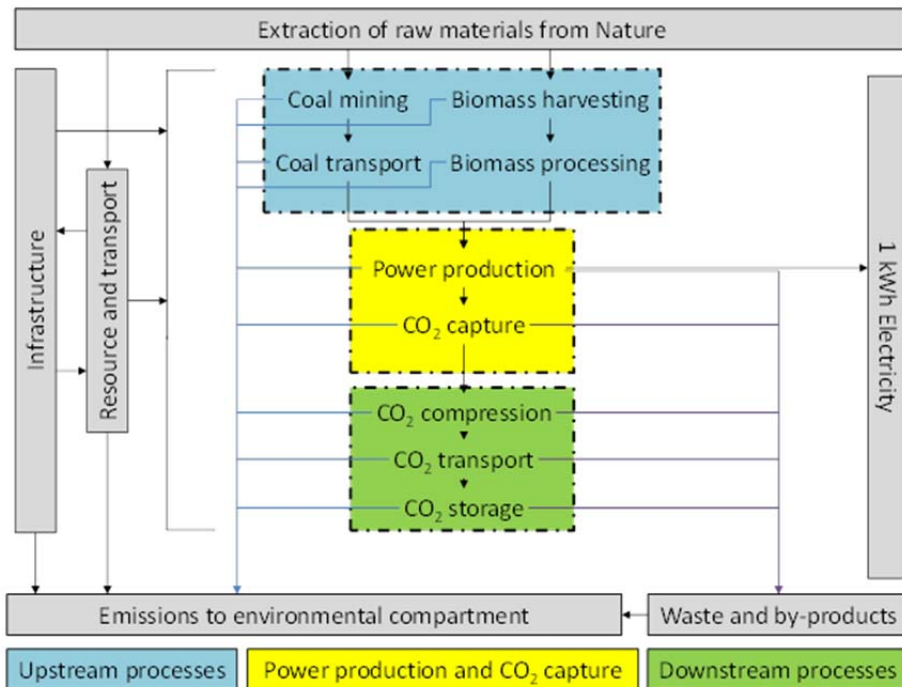 Extraction of raw materials from Nature
Infrastructure
Resource and transport
Coal mining
Biomass harvesting
Coal transport
Biomass processing
Power production
CO₂ capture
CO₂ compression
CO₂ transport
CO₂ storage
1 kWh Electricity
Emissions to environmental compartment
Waste and by-products
Upstream processes
Power production and CO₂ capture
Downstream processes